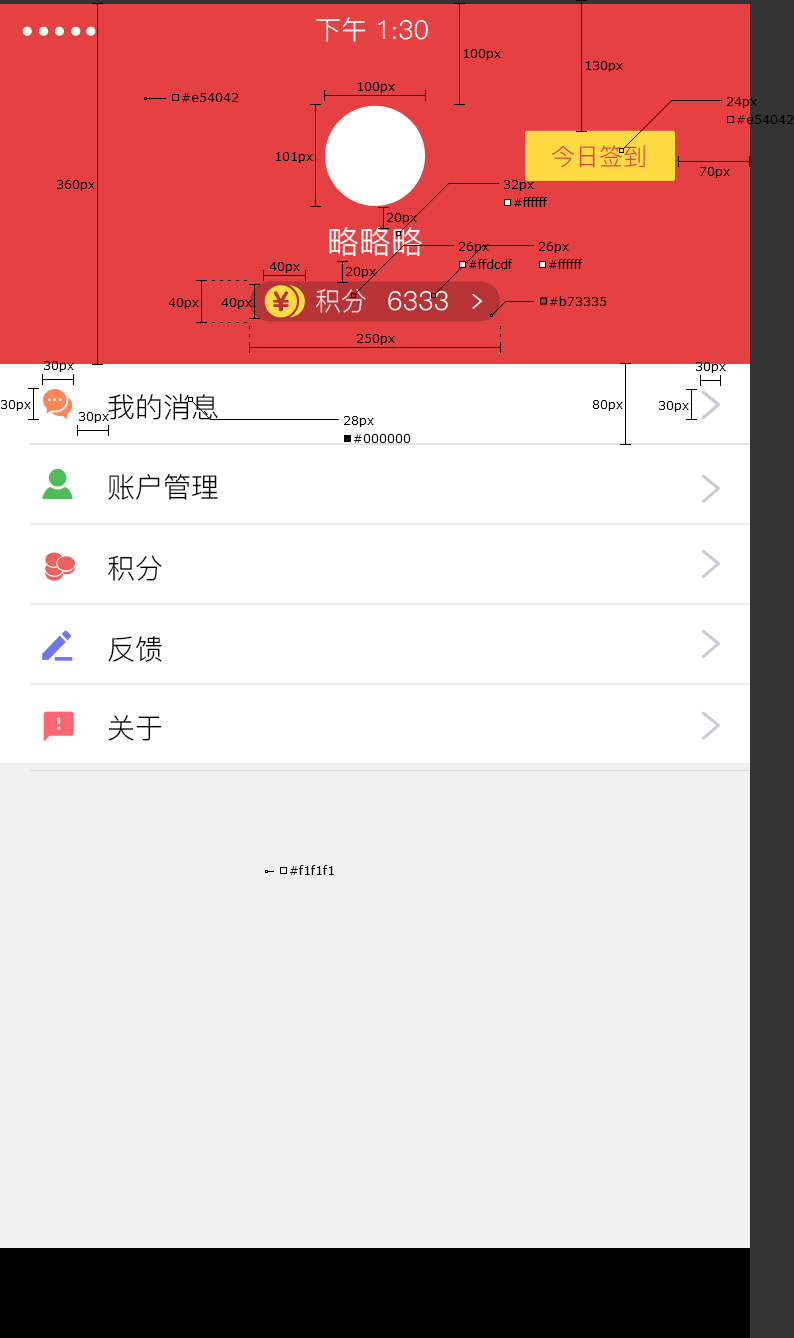 下午 1:30
100px
130px
100px
#e54042
24px
#e54042
101px
今日签到
70px
360px
32px
#ffffff
20px
略略略
26px
26px
#ffdcdf
#ffffff
40px
20px
40px
40px
¥
积分 6333
#b73335
250px
30px
30px
30px
我的消息
30px
28px
#000000
80px
30px
账户管理
积分
反馈
关于
#f1f1f1